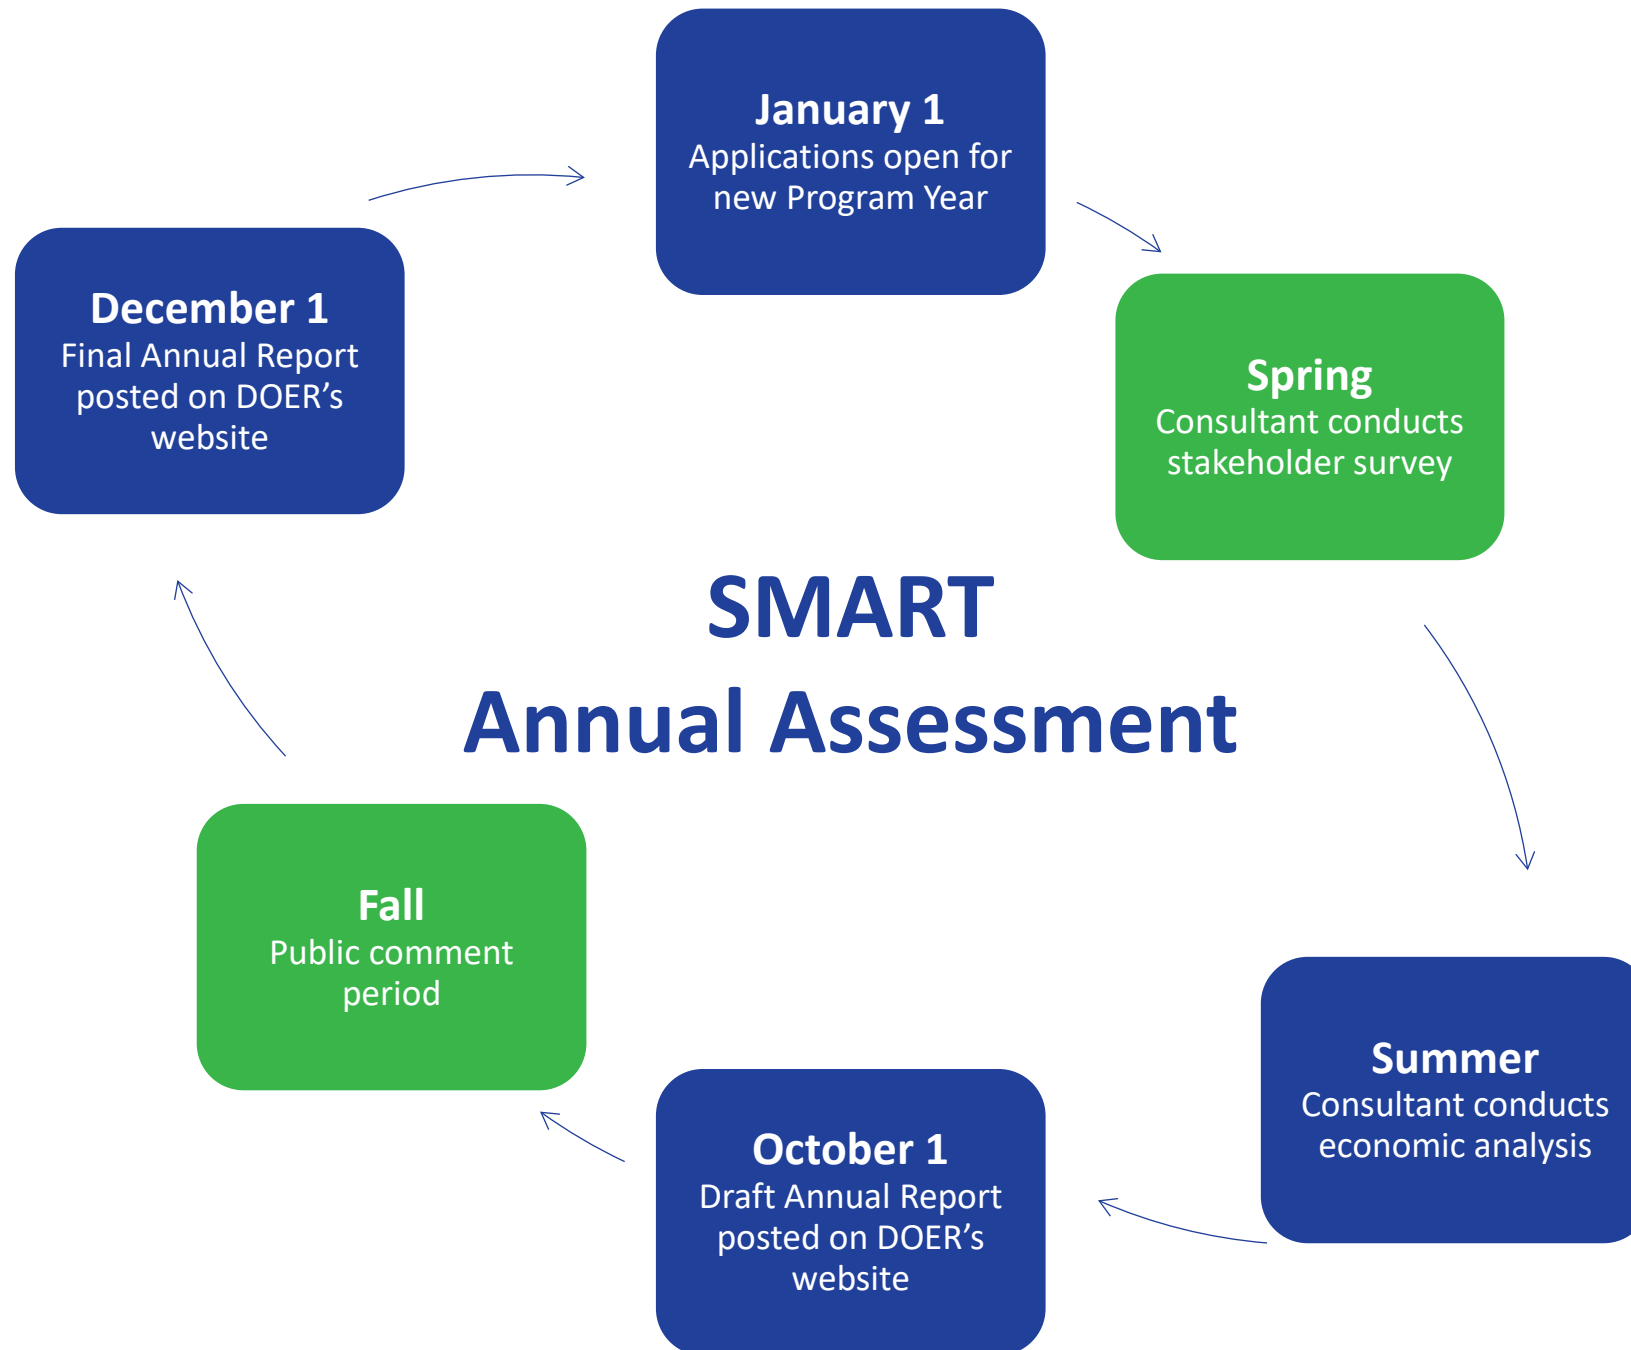 January 1
Applications open for
new Program Year
December 1
Final Annual Report
posted on DOER’s
website
Spring
Consultant conducts
stakeholder survey
SMART
Annual Assessment
Fall
Public comment
period
Summer
Consultant conducts
economic analysis
October 1
Draft Annual Report
posted on DOER’s
website